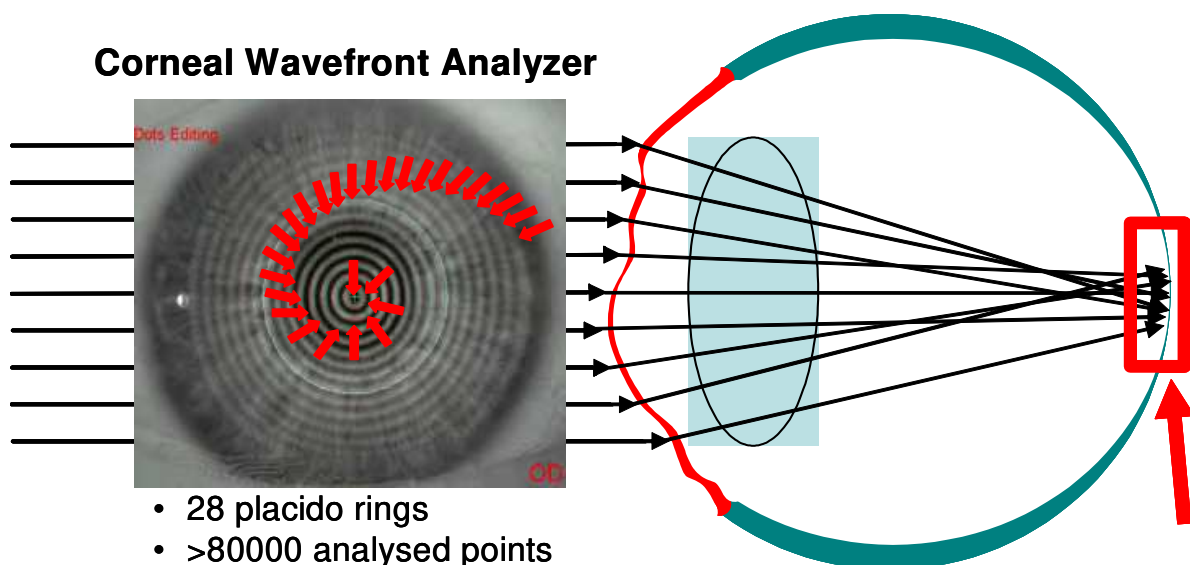 Corneal Wavefront Analyzer
Dots Editing
OD
• 28 placido rings
• >80000 analysed points